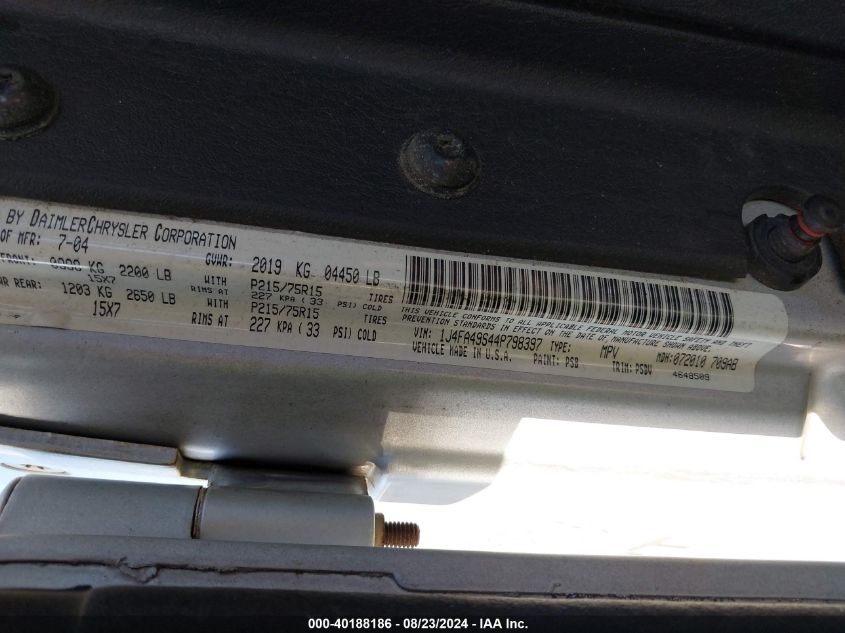 BY DAIMLERCHRYSLER CORPORATION
OF MFR: 7-04 GVWR: 2019 KG 04450 LB
FRONT: KG 2200 LB WITH P215/75R15 TIRES
15X7 RIMS AT 227 KPA (33 PSI) COLD
WR REAR: 1203 KG 2650 LB WITH P215/75R15 TIRES
15X7 RIMS AT 227 KPA (33 PSI) COLD
THIS VEHICLE CONFORMS TO ALL APPLICABLE FEDERAL MOTOR VEHICLE SAFETY AND THEFT
PREVENTION STANDARDS IN EFFECT ON THE DATE OF MANUFACTURE SHOWN ABOVE.
VIN: 1J4FA49S44P798397 TYPE: MPV MDH: 072010 709AB
VEHICLE MADE IN U.S.A. PAINT: PSB TRIM: PSDV 4648509
000-40188186 - 08/23/2024 - IAA Inc.